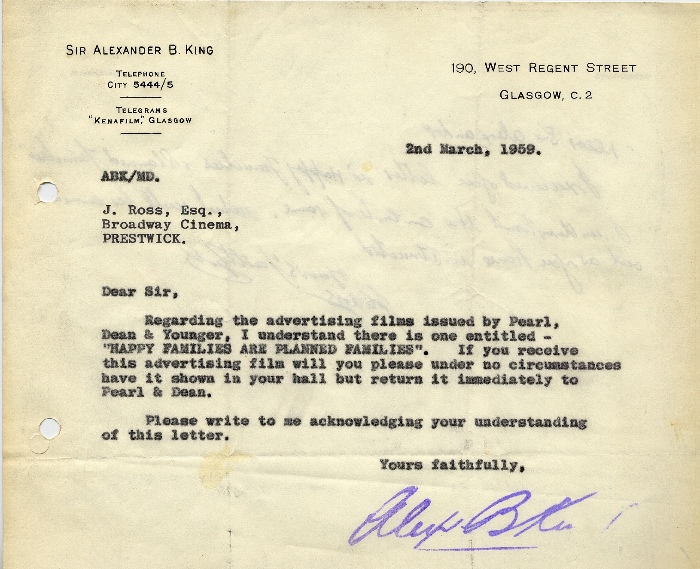 SIR ALEXANDER B. KING
TELEPHONE
CITY 5444/5
TELEGRAMS
"KENAFILM," GLASGOW
190, WEST REGENT STREET
GLASGOW, C.2
2nd March, 1959.
ABK/MD.
J. Ross, Esq.,
Broadway Cinema,
PRESTWICK.
Dear Sir,
Regarding the advertising films issued by Pearl,
Dean & Younger, I understand there is one entitled -
"HAPPY FAMILIES ARE PLANNED FAMILIES". If you receive
this advertising film will you please under no circumstances
have it shown in your hall but return it immediately to
Pearl & Dean.
Please write to me acknowledging your understanding
of this letter.
Yours faithfully,
Alex B King